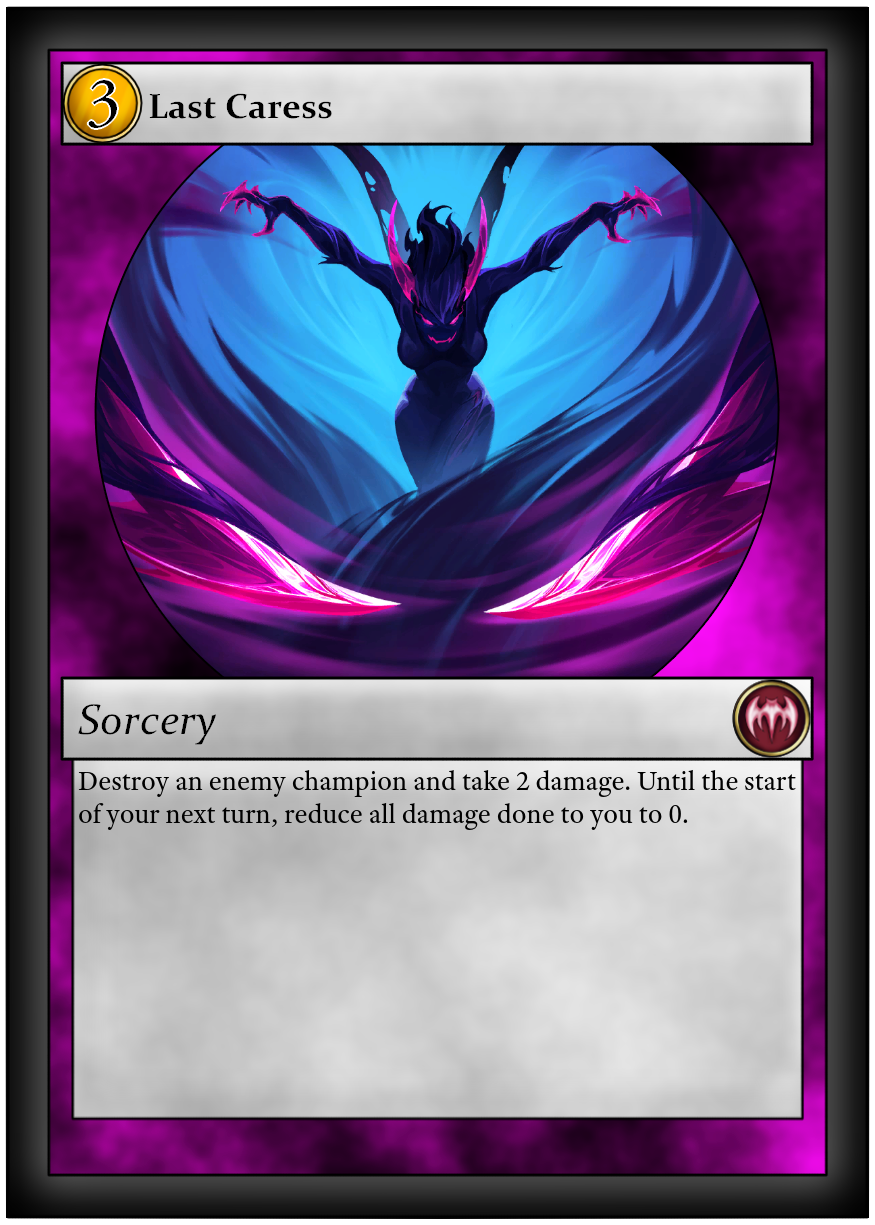 3 Last Caress
Sorcery
Destroy an enemy champion and take 2 damage. Until the start
of your next turn, reduce all damage done to you to 0.